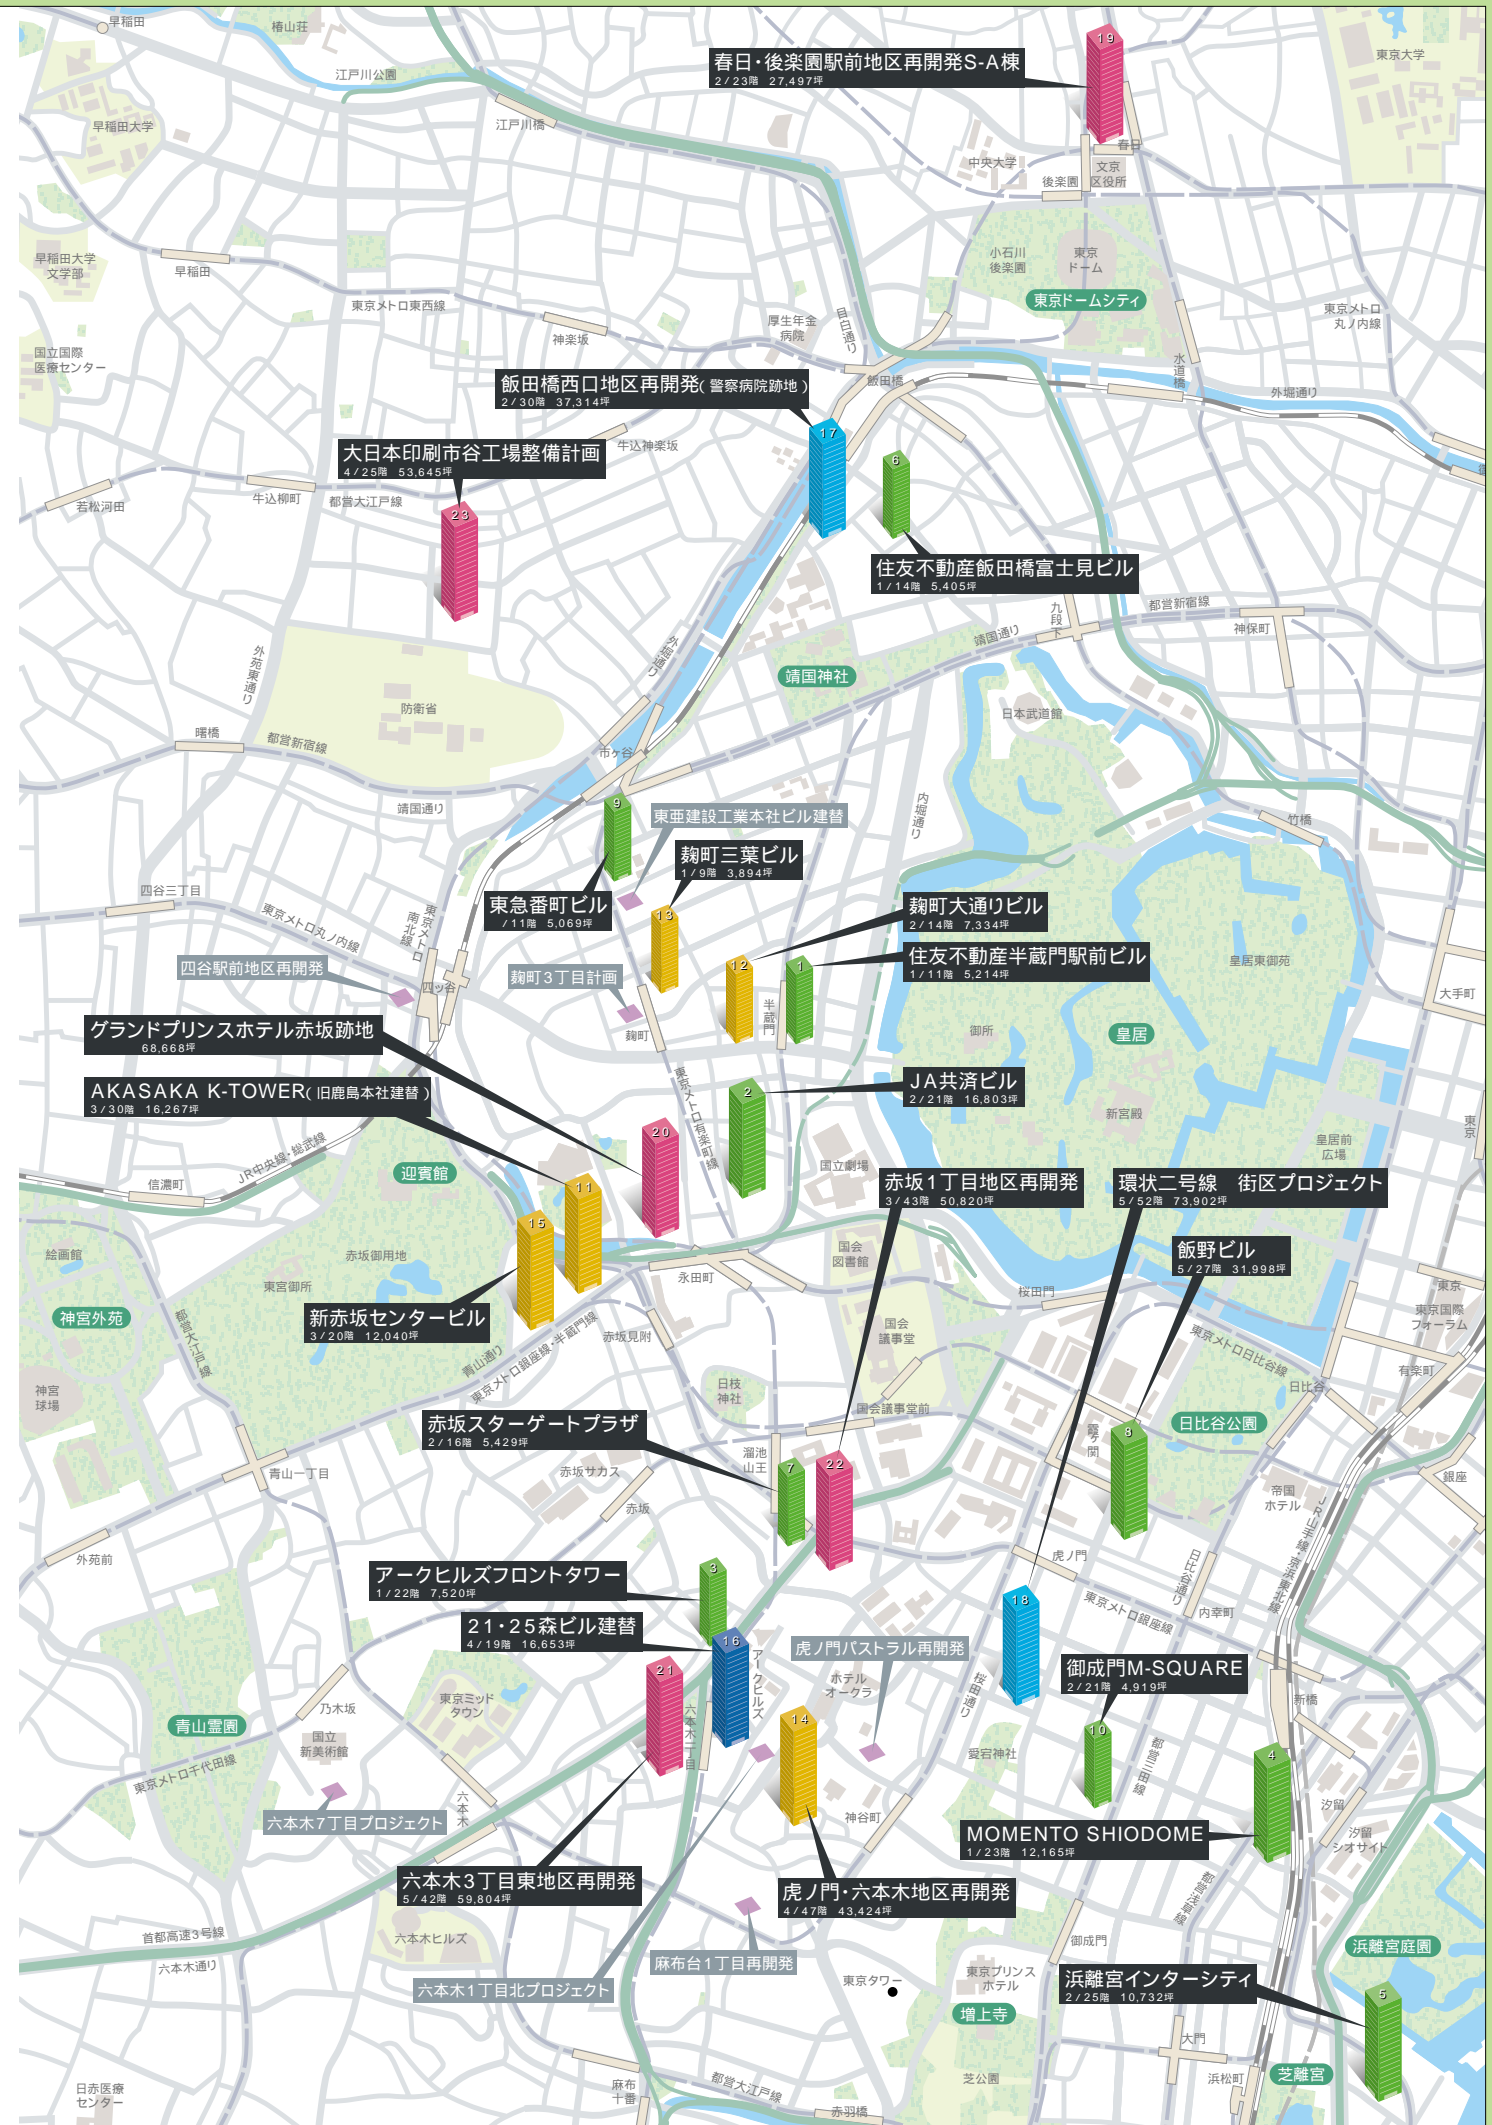 早稲田
椿山荘
江戸川公園
早稲田大学
江戸川橋
春日・後楽園駅前地区再開発S-A棟
2/23階 27,497坪
19
東京大学
中央大学
春日
後楽園
文京
区役所
早稲田大学
文学部
早稲田
東京メトロ東西線
小石川
後楽園
東京
ドーム
東京ドームシティ
東京メトロ
丸ノ内線
神楽坂
厚生年金
病院
目白通り
国立国際
医療センター
水道橋
飯田橋
外堀通り
飯田橋西口地区再開発(警察病院跡地)
2/30階 37,314坪
17
6
牛込神楽坂
大日本印刷市谷工場整備計画
4/25階 53,645坪
23
若松河田
牛込柳町
都営大江戸線
住友不動産飯田橋富士見ビル
1/14階 5,405坪
九段下
都営新宿線
神保町
靖国通り
外堀通り
外苑東通り
靖国神社
防衛省
日本武道館
曙橋
都営新宿線
市ヶ谷
靖国通り
内堀通り
竹橋
9
東亜建設工業本社ビル建替
麹町三葉ビル
1/9階 3,894坪
13
東急番町ビル
/11階 5,069坪
四谷三丁目
東京メトロ丸ノ内線
東京メトロ
南北線
麹町大通りビル
2/14階 7,334坪
12
住友不動産半蔵門駅前ビル
1/11階 5,214坪
1
四谷駅前地区再開発
四ッ谷
麹町3丁目計画
麹町
半蔵門
皇居東御苑
大手町
御所
皇居
グランドプリンスホテル赤坂跡地
68,668坪
AKASAKA K-TOWER(旧鹿島本社建替)
3/30階 16,267坪
東京メトロ有楽町線
2
JA共済ビル
2/21階 16,803坪
新宮殿
皇居前
広場
東京
20
JR中央線・総武線
迎賓館
信濃町
国立劇場
11
15
赤坂1丁目地区再開発
3/43階 50,820坪
環状二号線 街区プロジェクト
5/52階 73,902坪
飯野ビル
5/27階 31,998坪
絵画館
赤坂御用地
東宮御所
国会
図書館
永田町
桜田門
東京
東京国際
フォーラム
神宮外苑
都営大江戸線
新赤坂センタービル
3/20階 12,040坪
赤坂見附
国会
議事堂
東京メトロ日比谷線
有楽町
青山通り
東京メトロ銀座線・半蔵門線
日枝
神社
日比谷
神宮
球場
国会議事堂前
日比谷公園
霞ヶ関
8
赤坂スターゲートプラザ
2/16階 5,429坪
溜池
山王
7
22
青山一丁目
赤坂サカス
赤坂
帝国
ホテル
銀座
JR山手線・京浜東北線
外苑前
虎ノ門
日比谷通り
アークヒルズフロントタワー
1/22階 7,520坪
3
18
東京メトロ銀座線
内幸町
21・25森ビル建替
4/19階 16,653坪
16
アークヒルズ
虎ノ門パストラル再開発
21
ホテル
オークラ
桜田通り
御成門M-SQUARE
2/21階 4,919坪
10
新橋
乃木坂
東京ミッド
タウン
六本木一丁目
14
青山霊園
国立
新美術館
愛宕神社
都営三田線
4
東京メトロ千代田線
六本木7丁目プロジェクト
六本木
神谷町
汐留
汐留
シオサイト
MOMENTO SHIODOME
1/23階 12,165坪
六本木3丁目東地区再開発
5/42階 59,804坪
虎ノ門・六本木地区再開発
4/47階 43,424坪
都営浅草線
首都高速3号線
六本木通り
六本木ヒルズ
御成門
浜離宮庭園
麻布台1丁目再開発
六本木1丁目北プロジェクト
東京タワー
東京プリンス
ホテル
浜離宮インターシティ
2/25階 10,732坪
5
増上寺
大門
麻布
十番
都営大江戸線
芝公園
浜松町
芝離宮
日赤医療
センター
赤羽橋